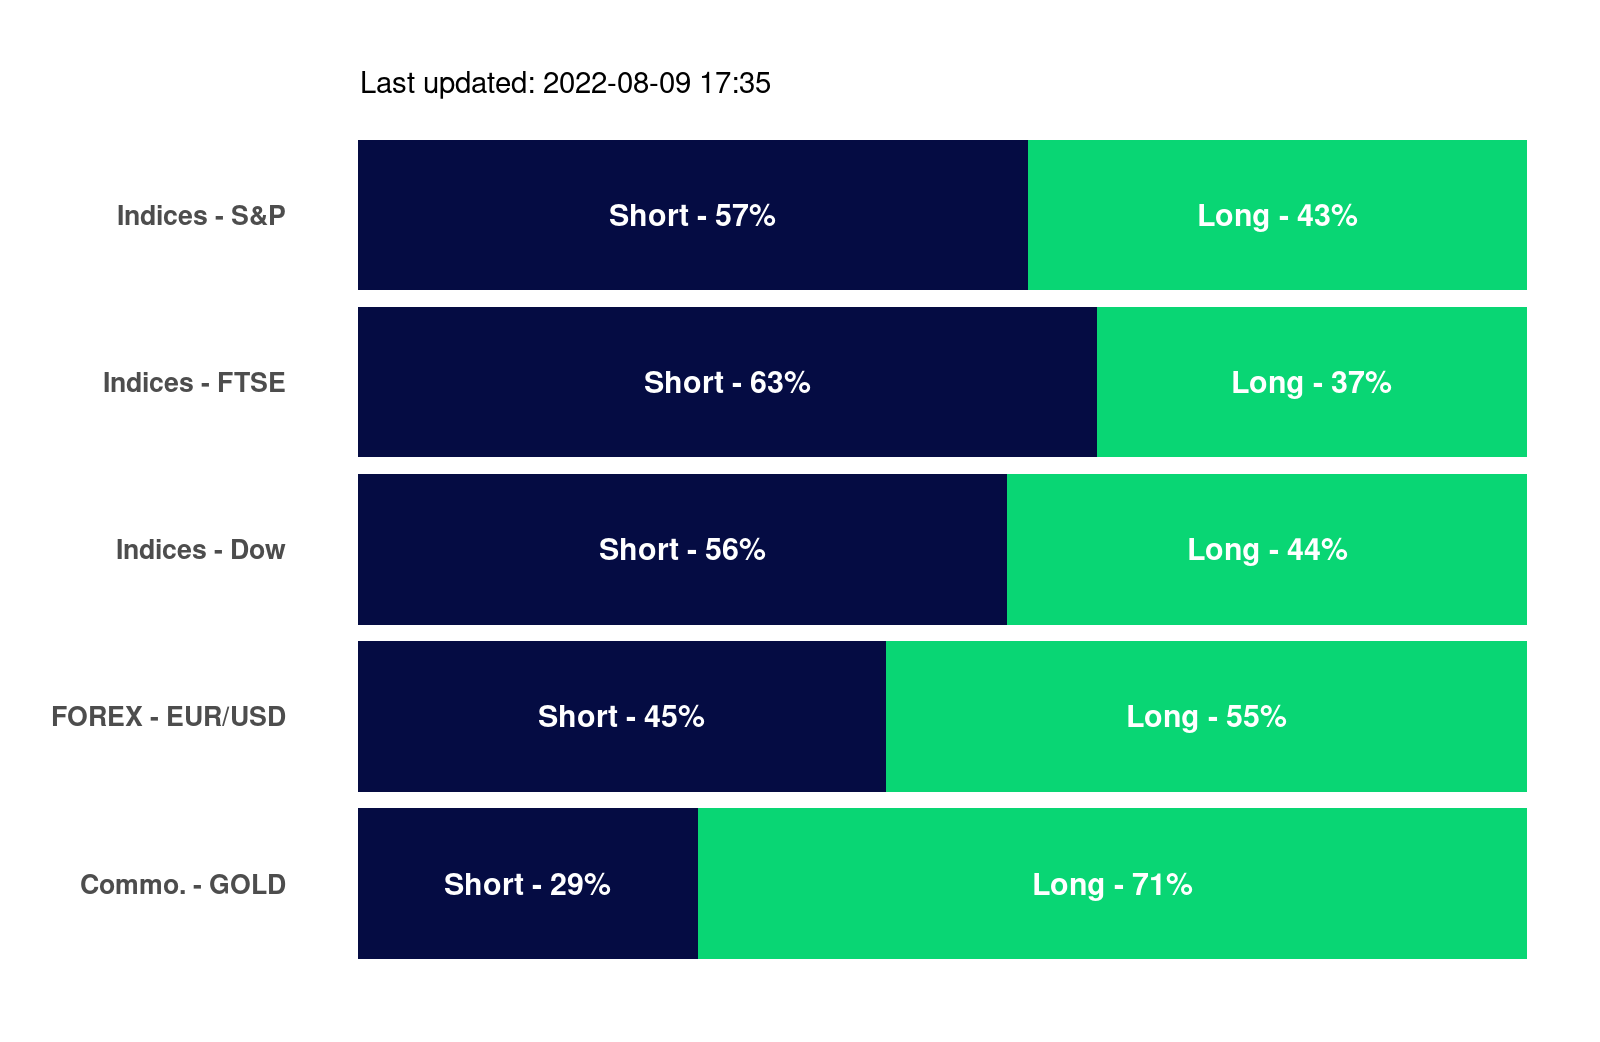 Last updated: 2022-08-09 17:35
Indices - S&P Short - 57% Long - 43%
Indices - FTSE Short - 63% Long - 37%
Indices - Dow Short - 56% Long - 44%
FOREX - EUR/USD Short - 45% Long - 55%
Commo. - GOLD Short - 29% Long - 71%